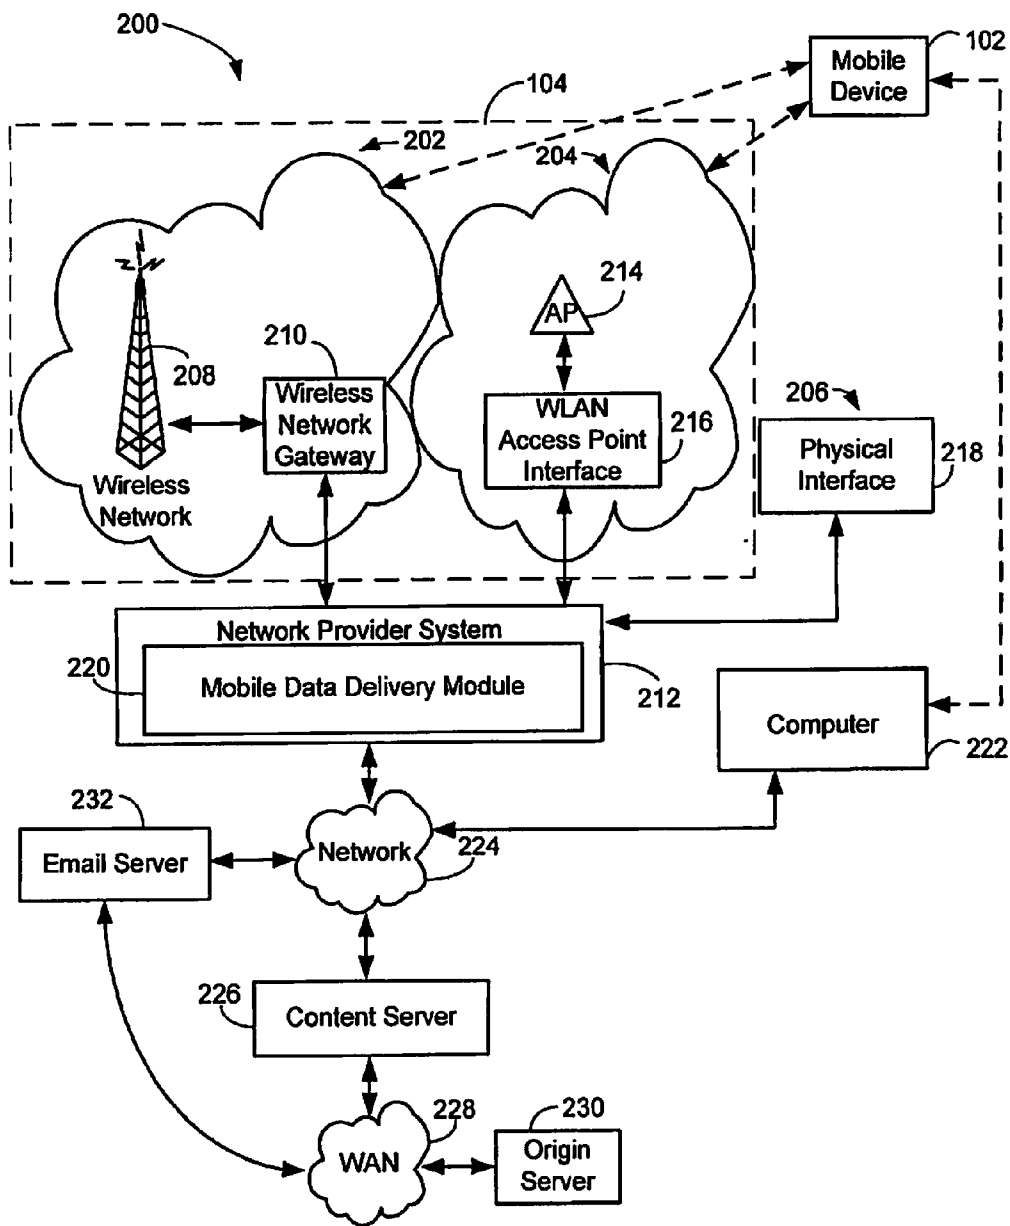 200
102
Mobile
Device
104
202
204
214
AP
208
210
Wireless
Network
Gateway
WLAN
Access Point
Interface
216
206
Physical
Interface
218
Wireless
Network
Network Provider System
220
Mobile Data Delivery Module
212
Computer
222
232
Email Server
Network
224
226
Content Server
228
WAN
230
Origin
Server